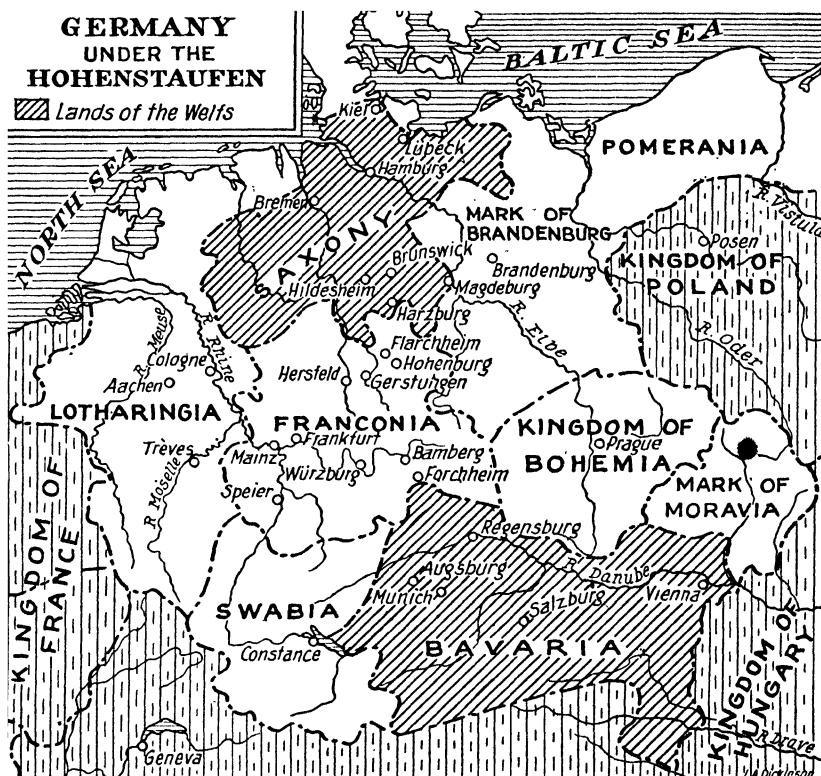 GERMANY
UNDER THE
HOHENSTAUFEN
Lands of the Welfs
BALTIC SEA
NORTH SEA
Kiel
Lübeck
Hamburg
POMERANIA
R. Vistula
Bremen
SAXONY
MARK OF
BRANDENBURG
Posen
KINGDOM OF
POLAND
Brunswick
Brandenburg
Hildesheim
Magdeburg
Harzburg
R. Elbe
R. Oder
R. Meuse
R. Rhine
Flarchheim
Hohenburg
Cologne
Aachen
Hersfeld
Gerstungen
LOTHARINGIA
FRANCONIA
KINGDOM OF
BOHEMIA
Prague
Trèves
Mainz
Frankfurt
Bamberg
Würzburg
Forchheim
Speier
R. Moselle
MARK OF
MORAVIA
KINGDOM OF
FRANCE
Regensburg
Augsburg
R. Danube
Munich
Salzburg
Vienna
SWABIA
BAVARIA
Constance
KINGDOM OF
HUNGARY
Geneva
R. Drave